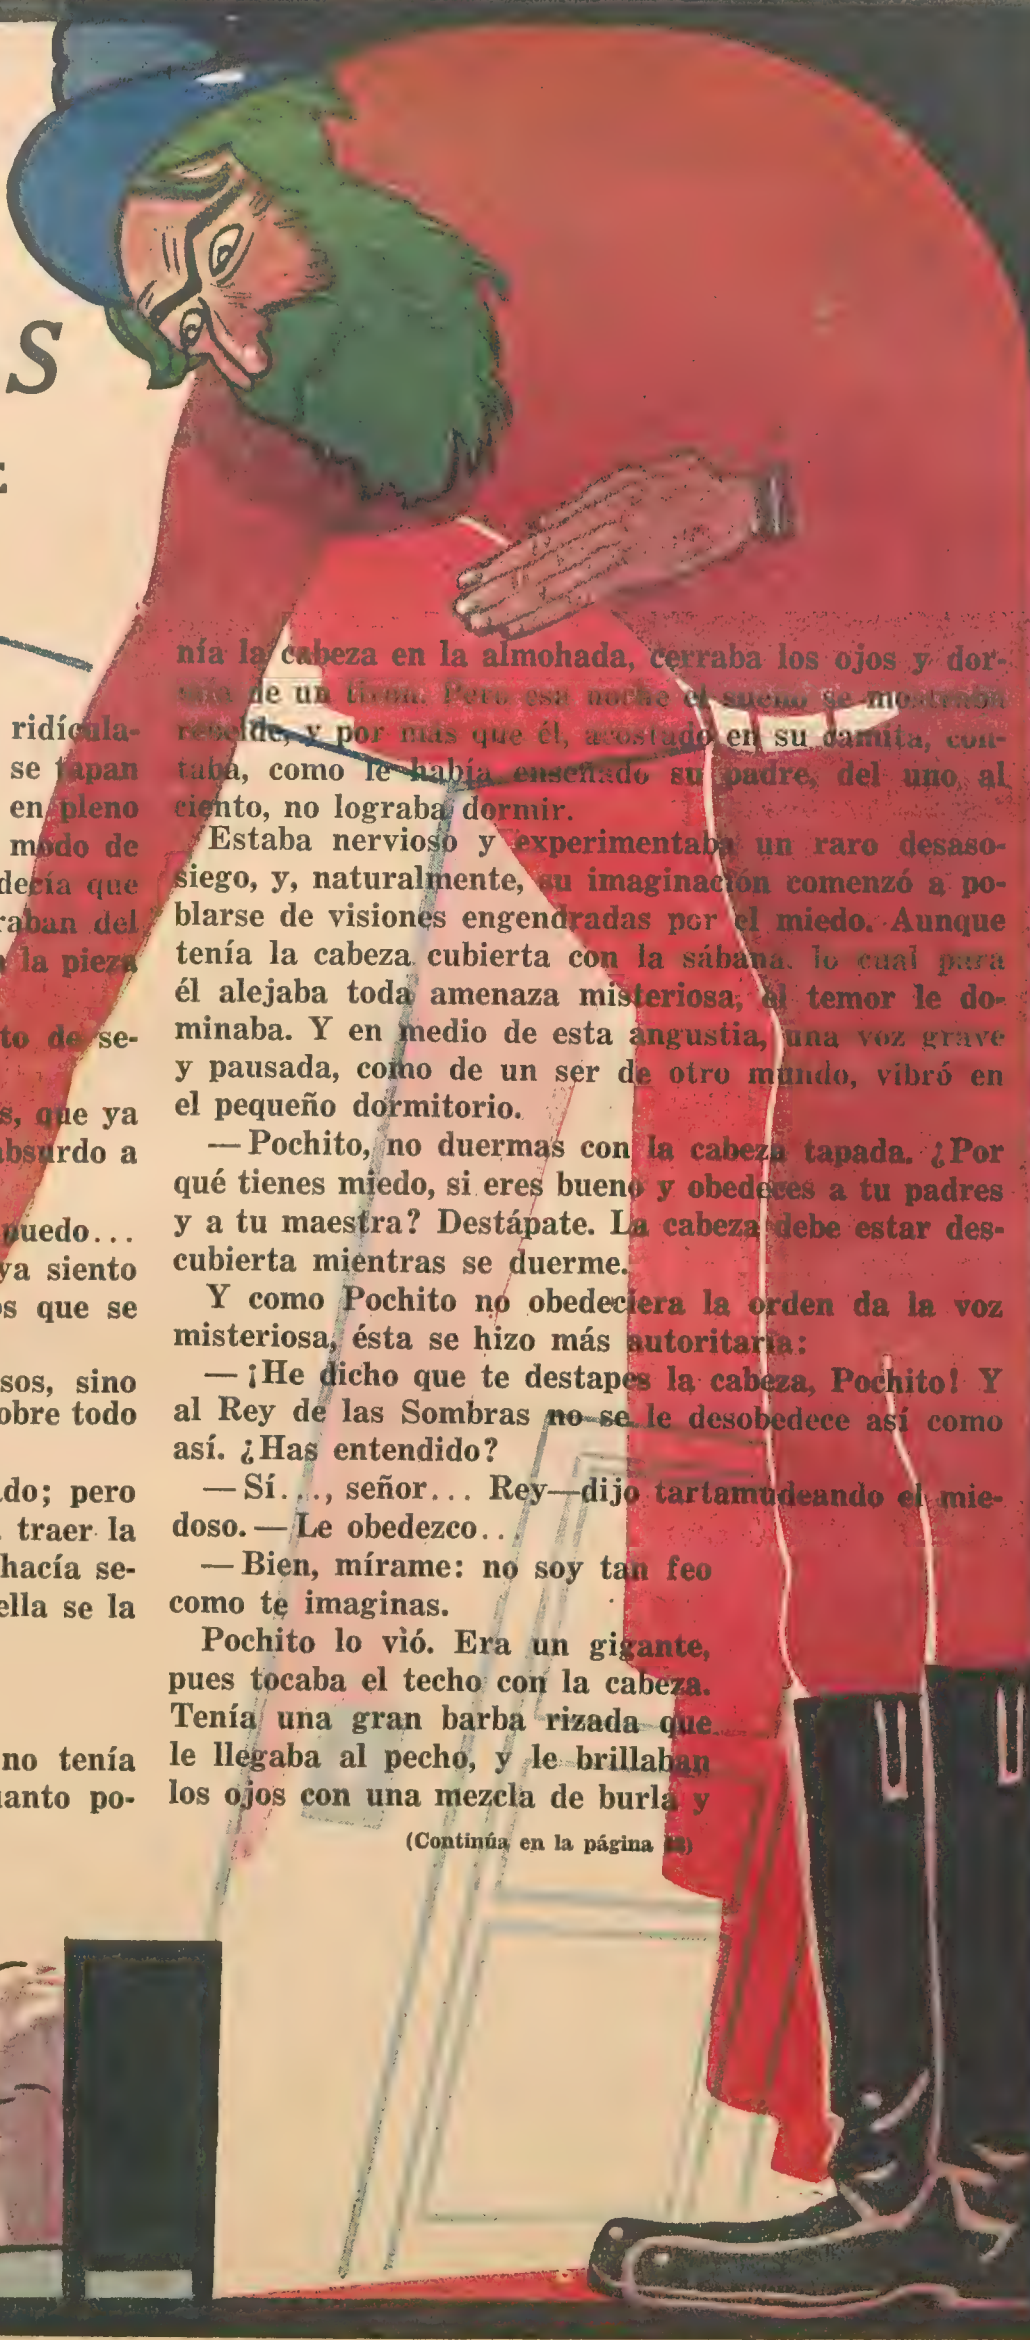 S
ridícula-
se tapan
en pleno
modo de
decía que
raban del
la pieza
to de se-
s, que ya
absurdo a
puedo...
ya siento
os que se
sos, sino
obre todo
do; pero
traer la
hacía se-
ella se la
no tenía
uanto po-
nía la cabeza en la almohada, cerraba los ojos y dor-
mía de un tirón. Pero esa noche el sueño se mostraba
rebelde, y por más que él, acostado en su camita, con-
taba, como le había enseñado su padre, del uno al
ciento, no lograba dormir.
Estaba nervioso y experimentaba un raro desaso-
siego, y, naturalmente, su imaginación comenzó a po-
blarse de visiones engendradas por el miedo. Aunque
tenía la cabeza cubierta con la sábana, lo cual para
él alejaba toda amenaza misteriosa, el temor le do-
minaba. Y en medio de esta angustia, una voz grave
y pausada, como de un ser de otro mundo, vibró en
el pequeño dormitorio.
— Pochito, no duermas con la cabeza tapada. ¿Por
qué tienes miedo, si eres bueno y obedeces a tu padres
y a tu maestra? Destápate. La cabeza debe estar des-
cubierta mientras se duerme.
Y como Pochito no obedeciera la orden da la voz
misteriosa, ésta se hizo más autoritaria:
— ¡He dicho que te destapes la cabeza, Pochito! Y
al Rey de las Sombras no se le desobedece así como
así. ¿Has entendido?
— Sí..., señor... Rey—dijo tartamudeando el mie-
doso. — Le obedezco...
— Bien, mírame: no soy tan feo
como te imaginas.
Pochito lo vió. Era un gigante,
pues tocaba el techo con la cabeza.
Tenía una gran barba rizada que
le llegaba al pecho, y le brillaban
los ojos con una mezcla de burla y
(Continúa en la página